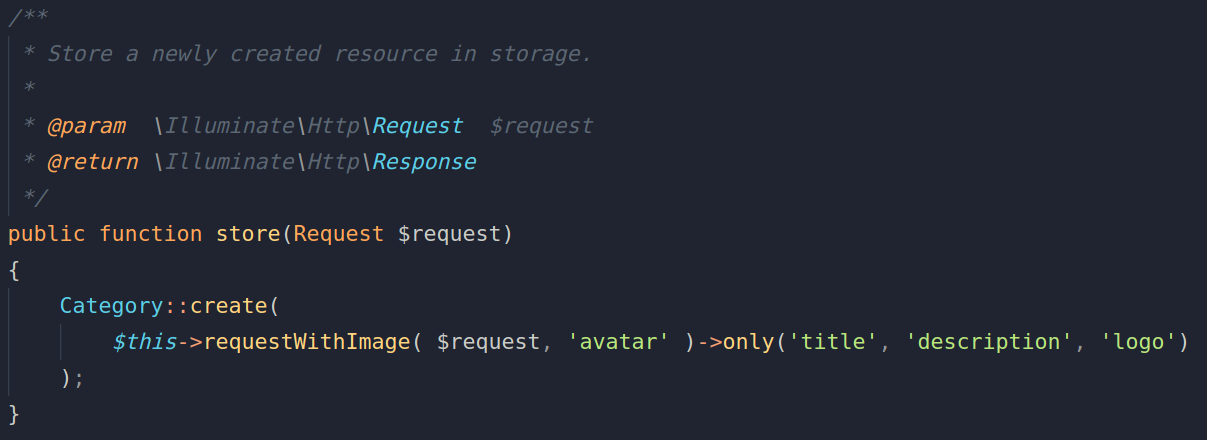 /**
 * Store a newly created resource in storage.
 *
 * @param  \Illuminate\Http\Request  $request
 * @return \Illuminate\Http\Response
 */
public function store(Request $request)
{
    Category::create(
        $this->requestWithImage( $request, 'avatar' )->only('title', 'description', 'logo')
    );
}